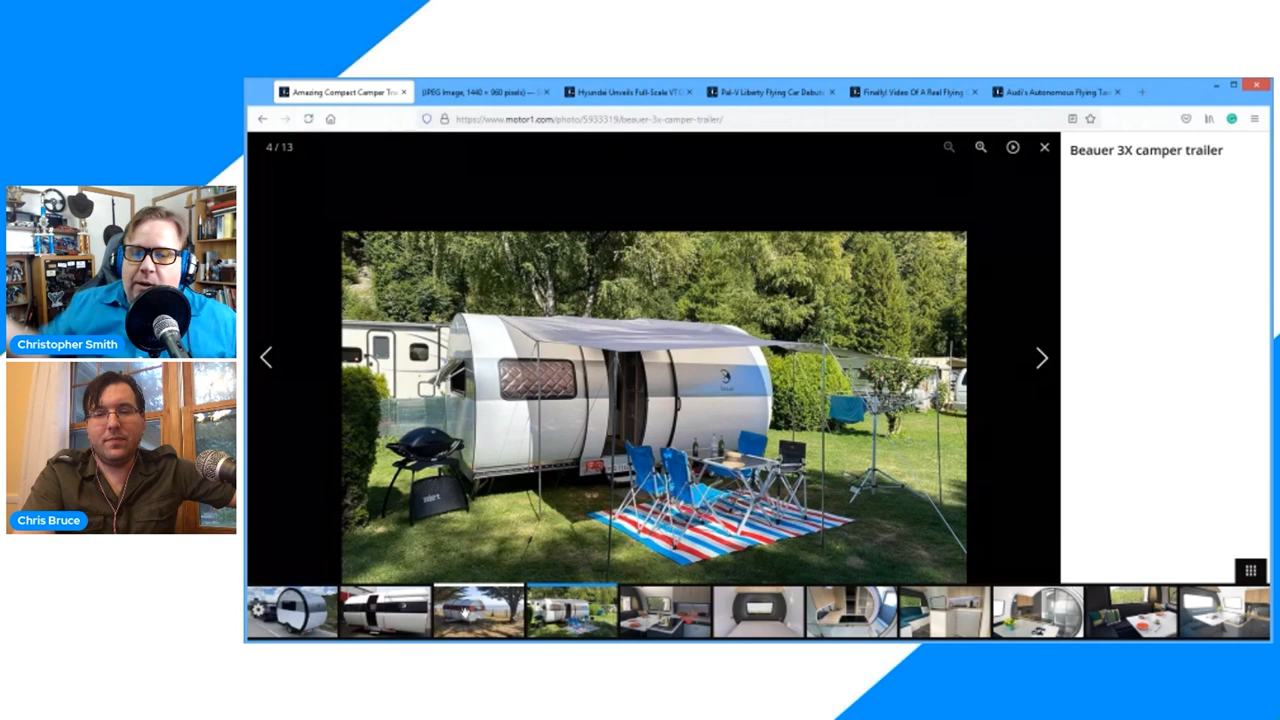 Amazing Compact Camper Tra
(JPEG Image, 1440 × 960 pixels) — S
Hyundai Unveils Full-Scale VTO
Pal-V Liberty Flying Car Debuts
Finally! Video Of A Real Flying C
Audi's Autonomous Flying Tax
https://www.motor1.com/photo/5933319/beauer-3x-camper-trailer/
4 / 13
Beauer 3X camper trailer
Christopher Smith
Chris Bruce